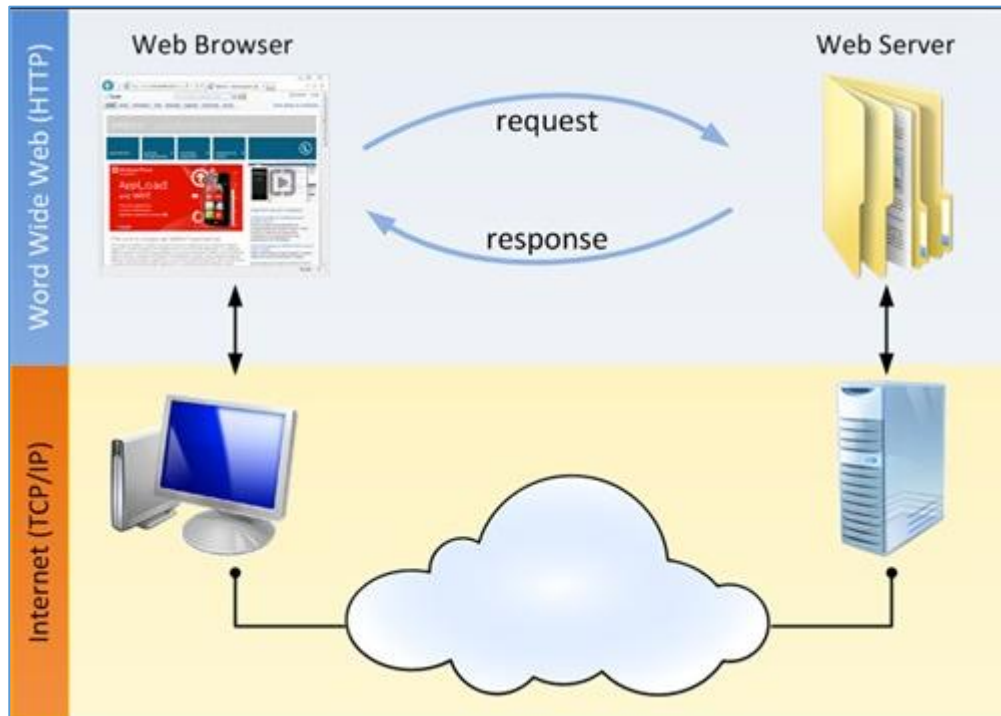 Web Browser
Web Server
Word Wide Web (HTTP)
request
response
AppLoad
Internet (TCP/IP)